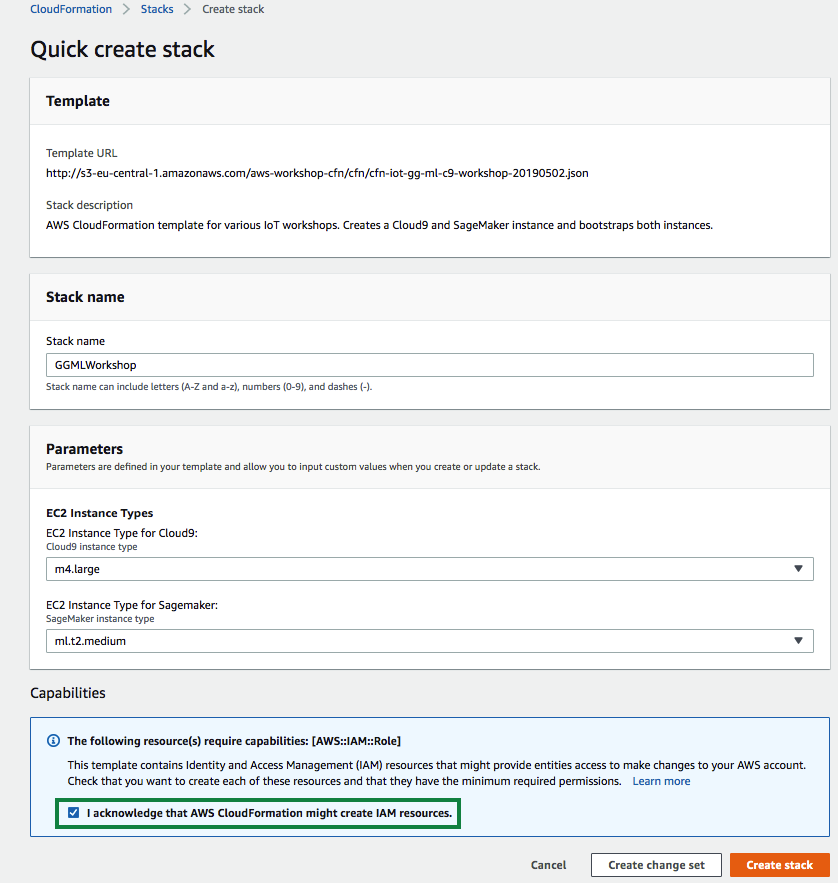 CloudFormation > Stacks > Create stack
Quick create stack
Template
Template URL
http://s3-eu-central-1.amazonaws.com/aws-workshop-cfn/cfn/cfn-iot-gg-ml-c9-workshop-20190502.json
Stack description
AWS CloudFormation template for various IoT workshops. Creates a Cloud9 and SageMaker instance and bootstraps both instances.
Stack name
Stack name
GGMLWorkshop
Stack name can include letters (A-Z and a-z), numbers (0-9), and dashes (-).
Parameters
Parameters are defined in your template and allow you to input custom values when you create or update a stack.
EC2 Instance Types
EC2 Instance Type for Cloud9:
Cloud9 instance type
m4.large
EC2 Instance Type for Sagemaker:
SageMaker instance type
ml.t2.medium
Capabilities
The following resource(s) require capabilities: [AWS::IAM::Role]
This template contains Identity and Access Management (IAM) resources that might provide entities access to make changes to your AWS account.
Check that you want to create each of these resources and that they have the minimum required permissions. Learn more
I acknowledge that AWS CloudFormation might create IAM resources.
Cancel Create change set Create stack